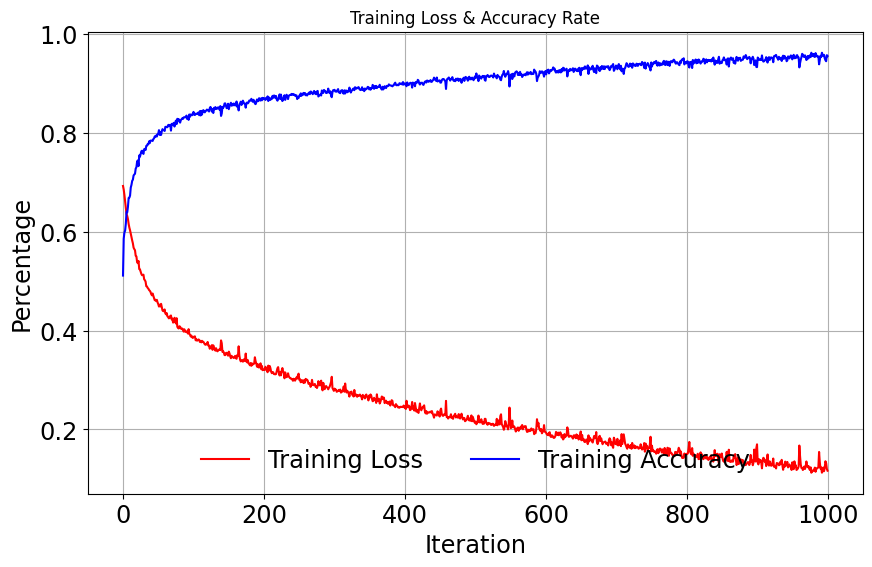 Training Loss & Accuracy Rate
1.0
0.8
0.6
0.4
0.2
Percentage
Training Loss Training Accuracy
0 200 400 600 800 1000
Iteration